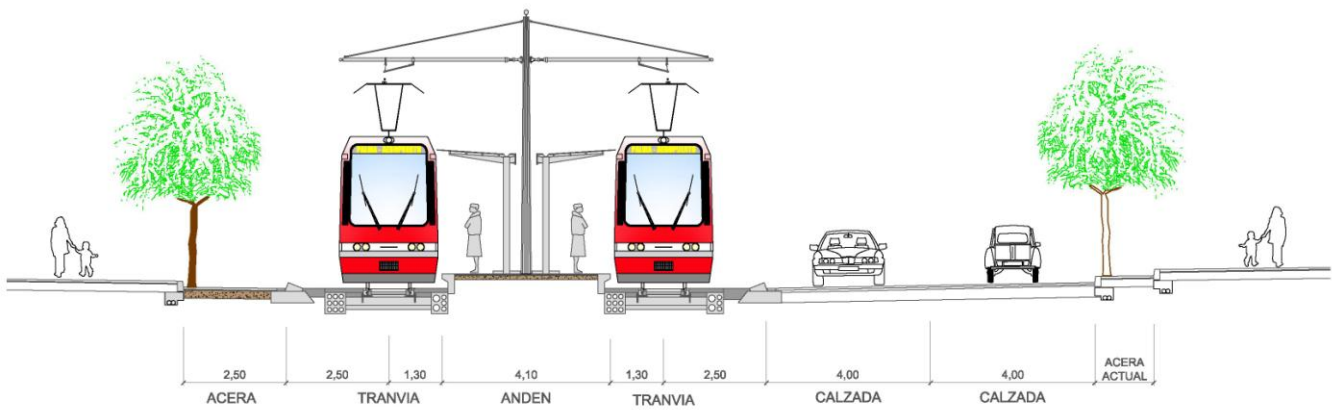 ACERA
ACTUAL
2,50 2,50 1,30 4,10 1,30 2,50 4,00 4,00
ACERA TRANVIA ANDEN TRANVIA CALZADA CALZADA